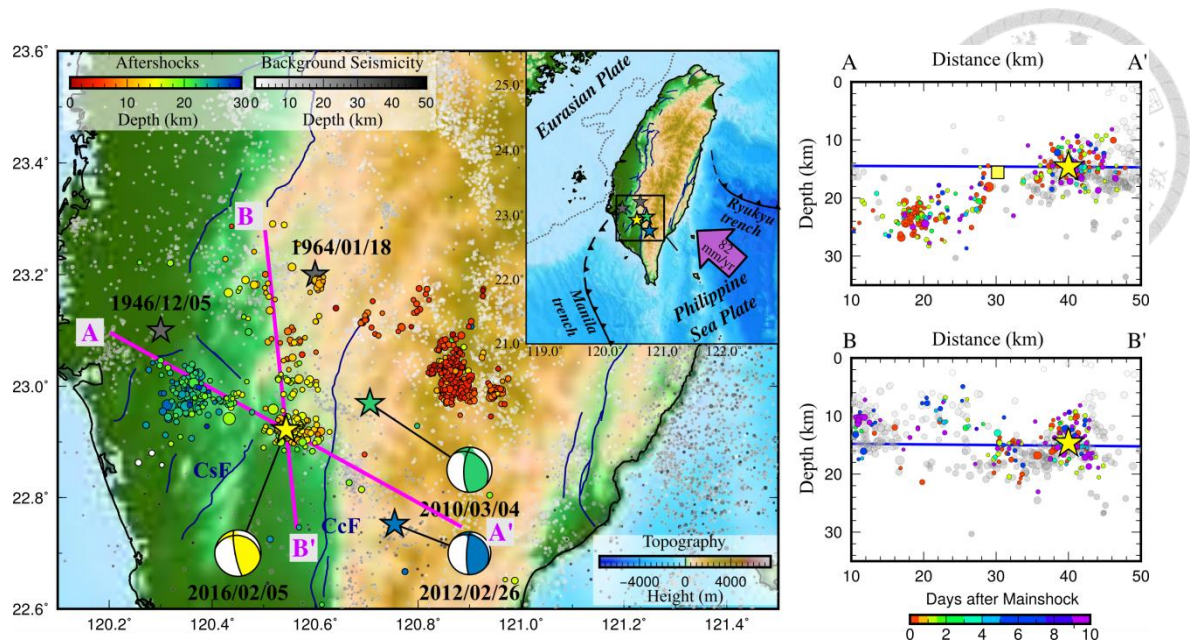 23.6°
23.4°
23.2°
23.0°
22.8°
22.6°
120.2°
120.4°
120.6°
120.8°
121.0°
121.2°
121.4°
Aftershocks
0 10 20 300
Depth (km)
Background Seismicity
10 20 30 40 50
Depth (km)
B
1964/01/18
1946/12/05
A
CsF
CcF
B'
A'
2010/03/04
2016/02/05
2012/02/26
Topography
-4000 0 4000
Height (m)
Eurasian Plate
25.0°
24.0°
23.0°
22.0°
21.0°
119.0°
120.0°
121.0°
122.0°
Ryukyu
trench
82
mm/yr
Manila
trench
Philippine
Sea Plate
A
A'
Distance (km)
0
10
20
30
Depth (km)
10 20 30 40 50
B
B'
Distance (km)
0
10
20
30
Depth (km)
10 20 30 40 50
Days after Mainshock
0 2 4 6 8 10